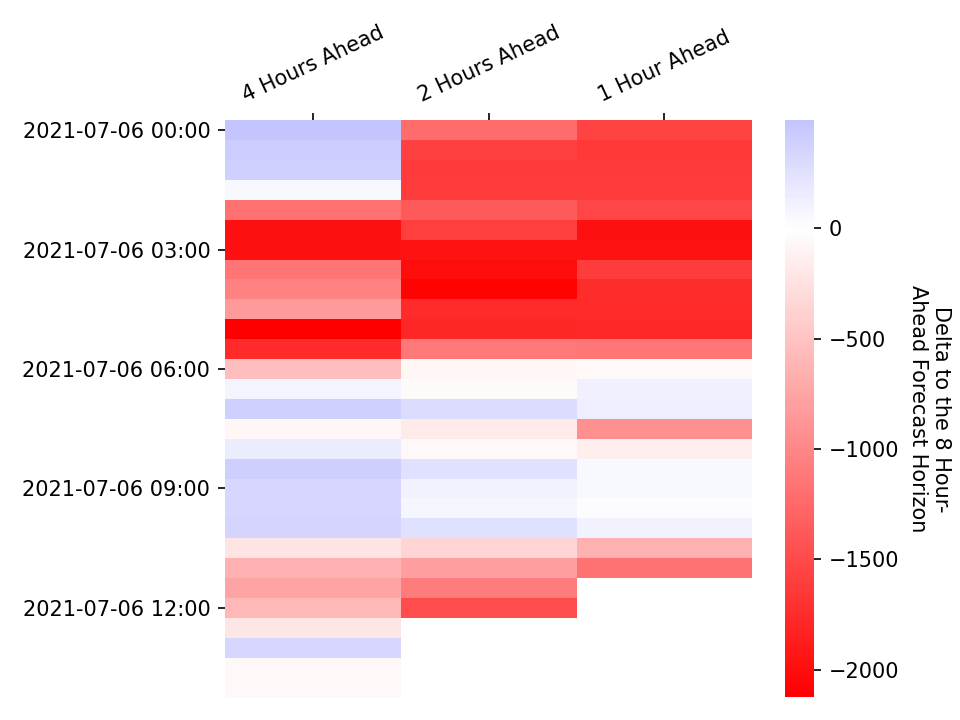 4 Hours Ahead
2 Hours Ahead
1 Hour Ahead
2021-07-06 00:00
2021-07-06 03:00
2021-07-06 06:00
2021-07-06 09:00
2021-07-06 12:00
0
−500
−1000
−1500
−2000
Delta to the 8 Hour-
Ahead Forecast Horizon